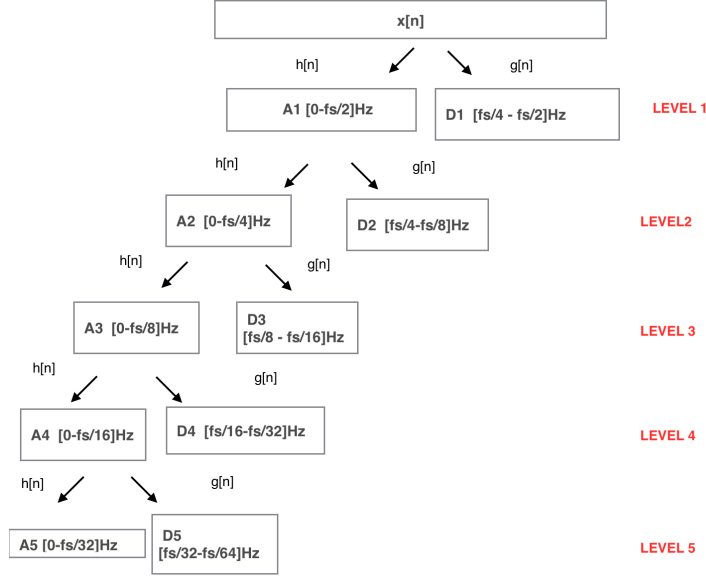 x[n]
h[n]
g[n]
A1 [0-fs/2]Hz
D1 [fs/4 - fs/2]Hz
LEVEL 1
h[n]
g[n]
A2 [0-fs/4]Hz
D2 [fs/4-fs/8]Hz
LEVEL2
h[n]
g[n]
A3 [0-fs/8]Hz
D3
[fs/8 - fs/16]Hz
LEVEL 3
h[n]
g[n]
A4 [0-fs/16]Hz
D4 [fs/16-fs/32]Hz
LEVEL 4
h[n]
g[n]
A5 [0-fs/32]Hz
D5
[fs/32-fs/64]Hz
LEVEL 5